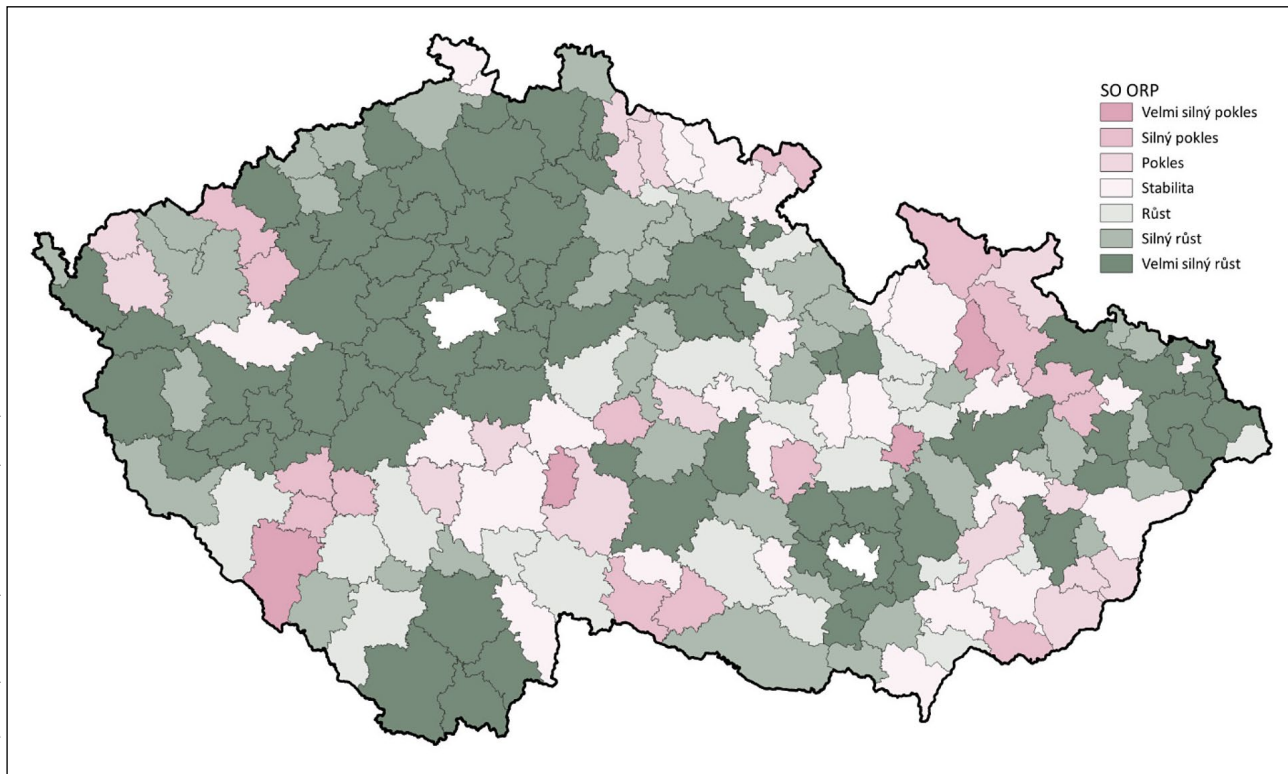 SO ORP
Velmi silný pokles
Silný pokles
Pokles
Stabilita
Růst
Silný růst
Velmi silný růst